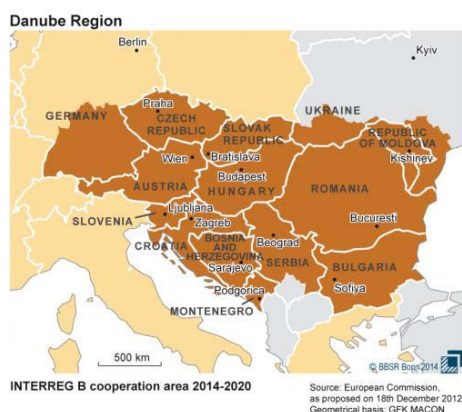 Danube Region
Berlin
Kyiv
GERMANY
Praha
CZECH
REPUBLIC
UKRAINE
SLOVAK
REPUBLIC
REPUBLIC
OF MOLDOVA
Kishinev
Wien
Bratislava
Budapest
AUSTRIA
HUNGARY
ROMANIA
SLOVENIA
Ljubljana
Zagreb
Bucuresti
CROATIA
BOSNIA
AND
HERZEGOVINA
Beograd
Sarajevo
SERBIA
BULGARIA
Podgorica
Sofiya
MONTENEGRO
500 km
© BBSR Bonn 2014
INTERREG B cooperation area 2014-2020
Source: European Commission,
as proposed on 18th December 2012
Geometrical basis: GFK MACON